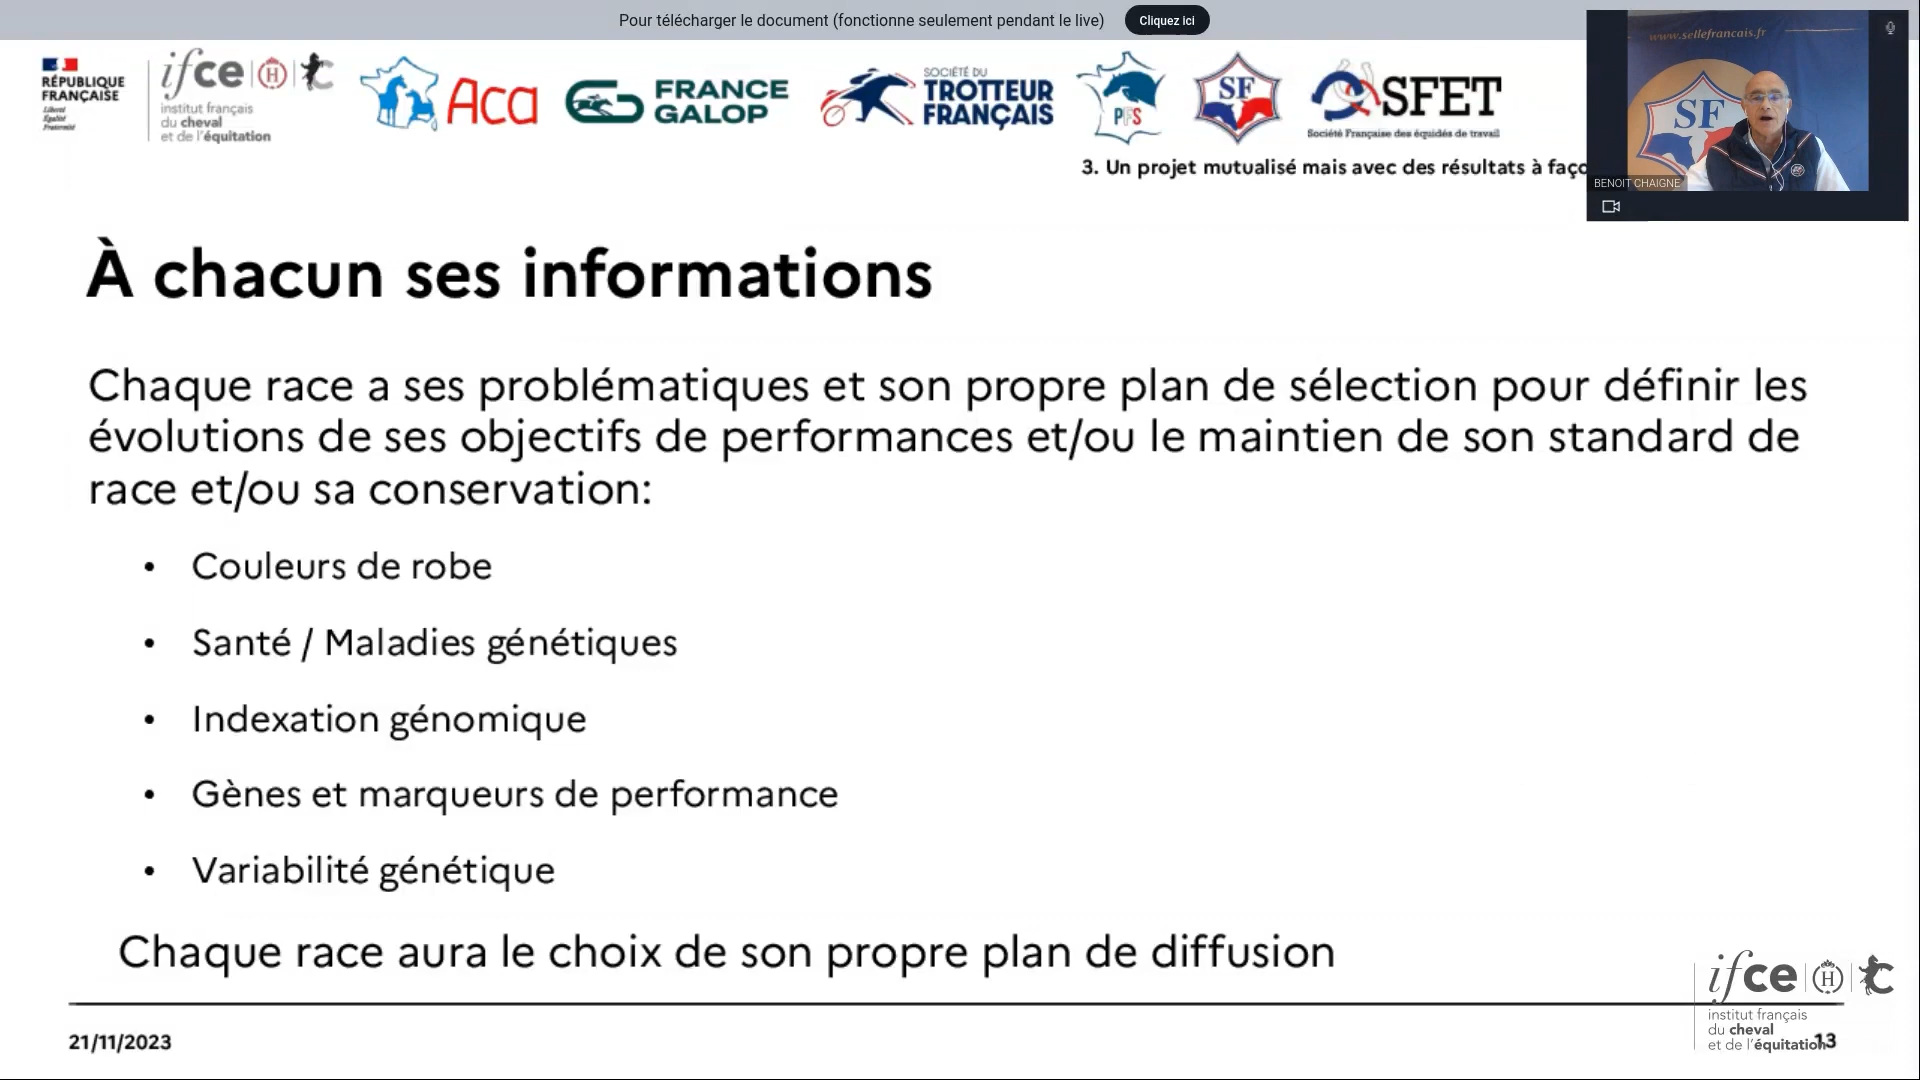 Pour télécharger le document (fonctionne seulement pendant le live)
Cliquez ici
RÉPUBLIQUE
FRANÇAISE
Liberté
Égalité
Fraternité
ifce
institut français
du cheval
et de l'équitation
Aca
FRANCE
GALOP
SOCIÉTÉ DU
TROTTEUR
FRANÇAIS
PFS
SF
SFET
Société Française des équidés de travail
www.sellefrancais.fr
SF
BENOIT CHAIGNE
3. Un projet mutualisé mais avec des résultats à faço
À chacun ses informations
Chaque race a ses problématiques et son propre plan de sélection pour définir les
évolutions de ses objectifs de performances et/ou le maintien de son standard de
race et/ou sa conservation:
• Couleurs de robe
• Santé / Maladies génétiques
• Indexation génomique
• Gènes et marqueurs de performance
• Variabilité génétique
Chaque race aura le choix de son propre plan de diffusion
ifce
institut français
du cheval
et de l'équitation
21/11/2023
13